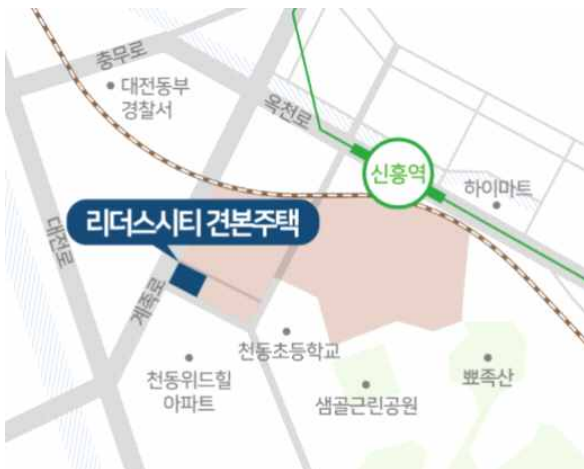 충무로
대전동부
경찰서
옥천로
신흥역
하이마트
리더스시티 견본주택
대전로
계족로
천동초등학교
천동위드힐
아파트
샘골근린공원
뾰족산